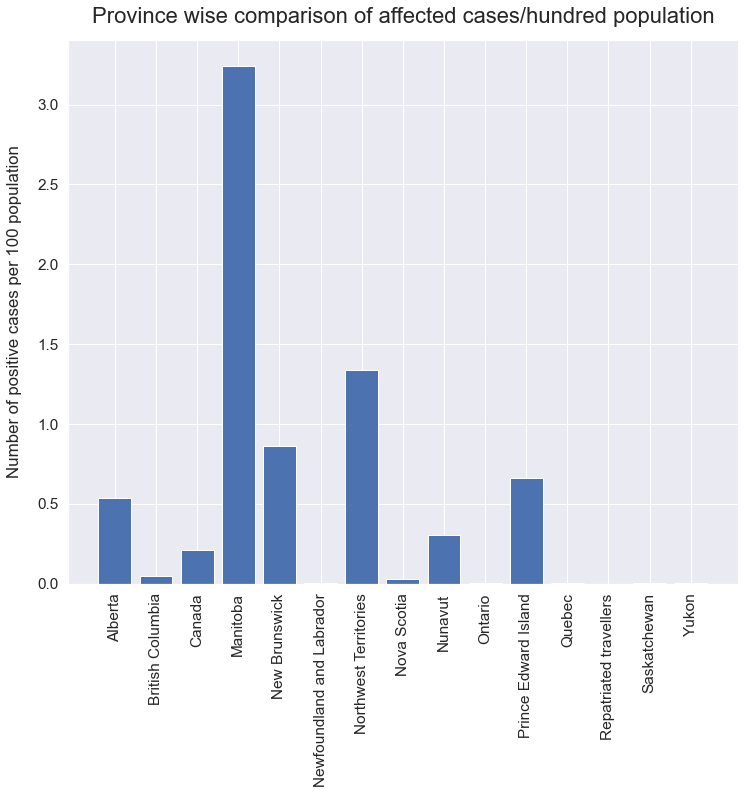 Province wise comparison of affected cases/hundred population
Number of positive cases per 100 population
3.0
2.5
2.0
1.5
1.0
0.5
0.0
Alberta
British Columbia
Canada
Manitoba
New Brunswick
Newfoundland and Labrador
Northwest Territories
Nova Scotia
Nunavut
Ontario
Prince Edward Island
Quebec
Repatriated travellers
Saskatchewan
Yukon